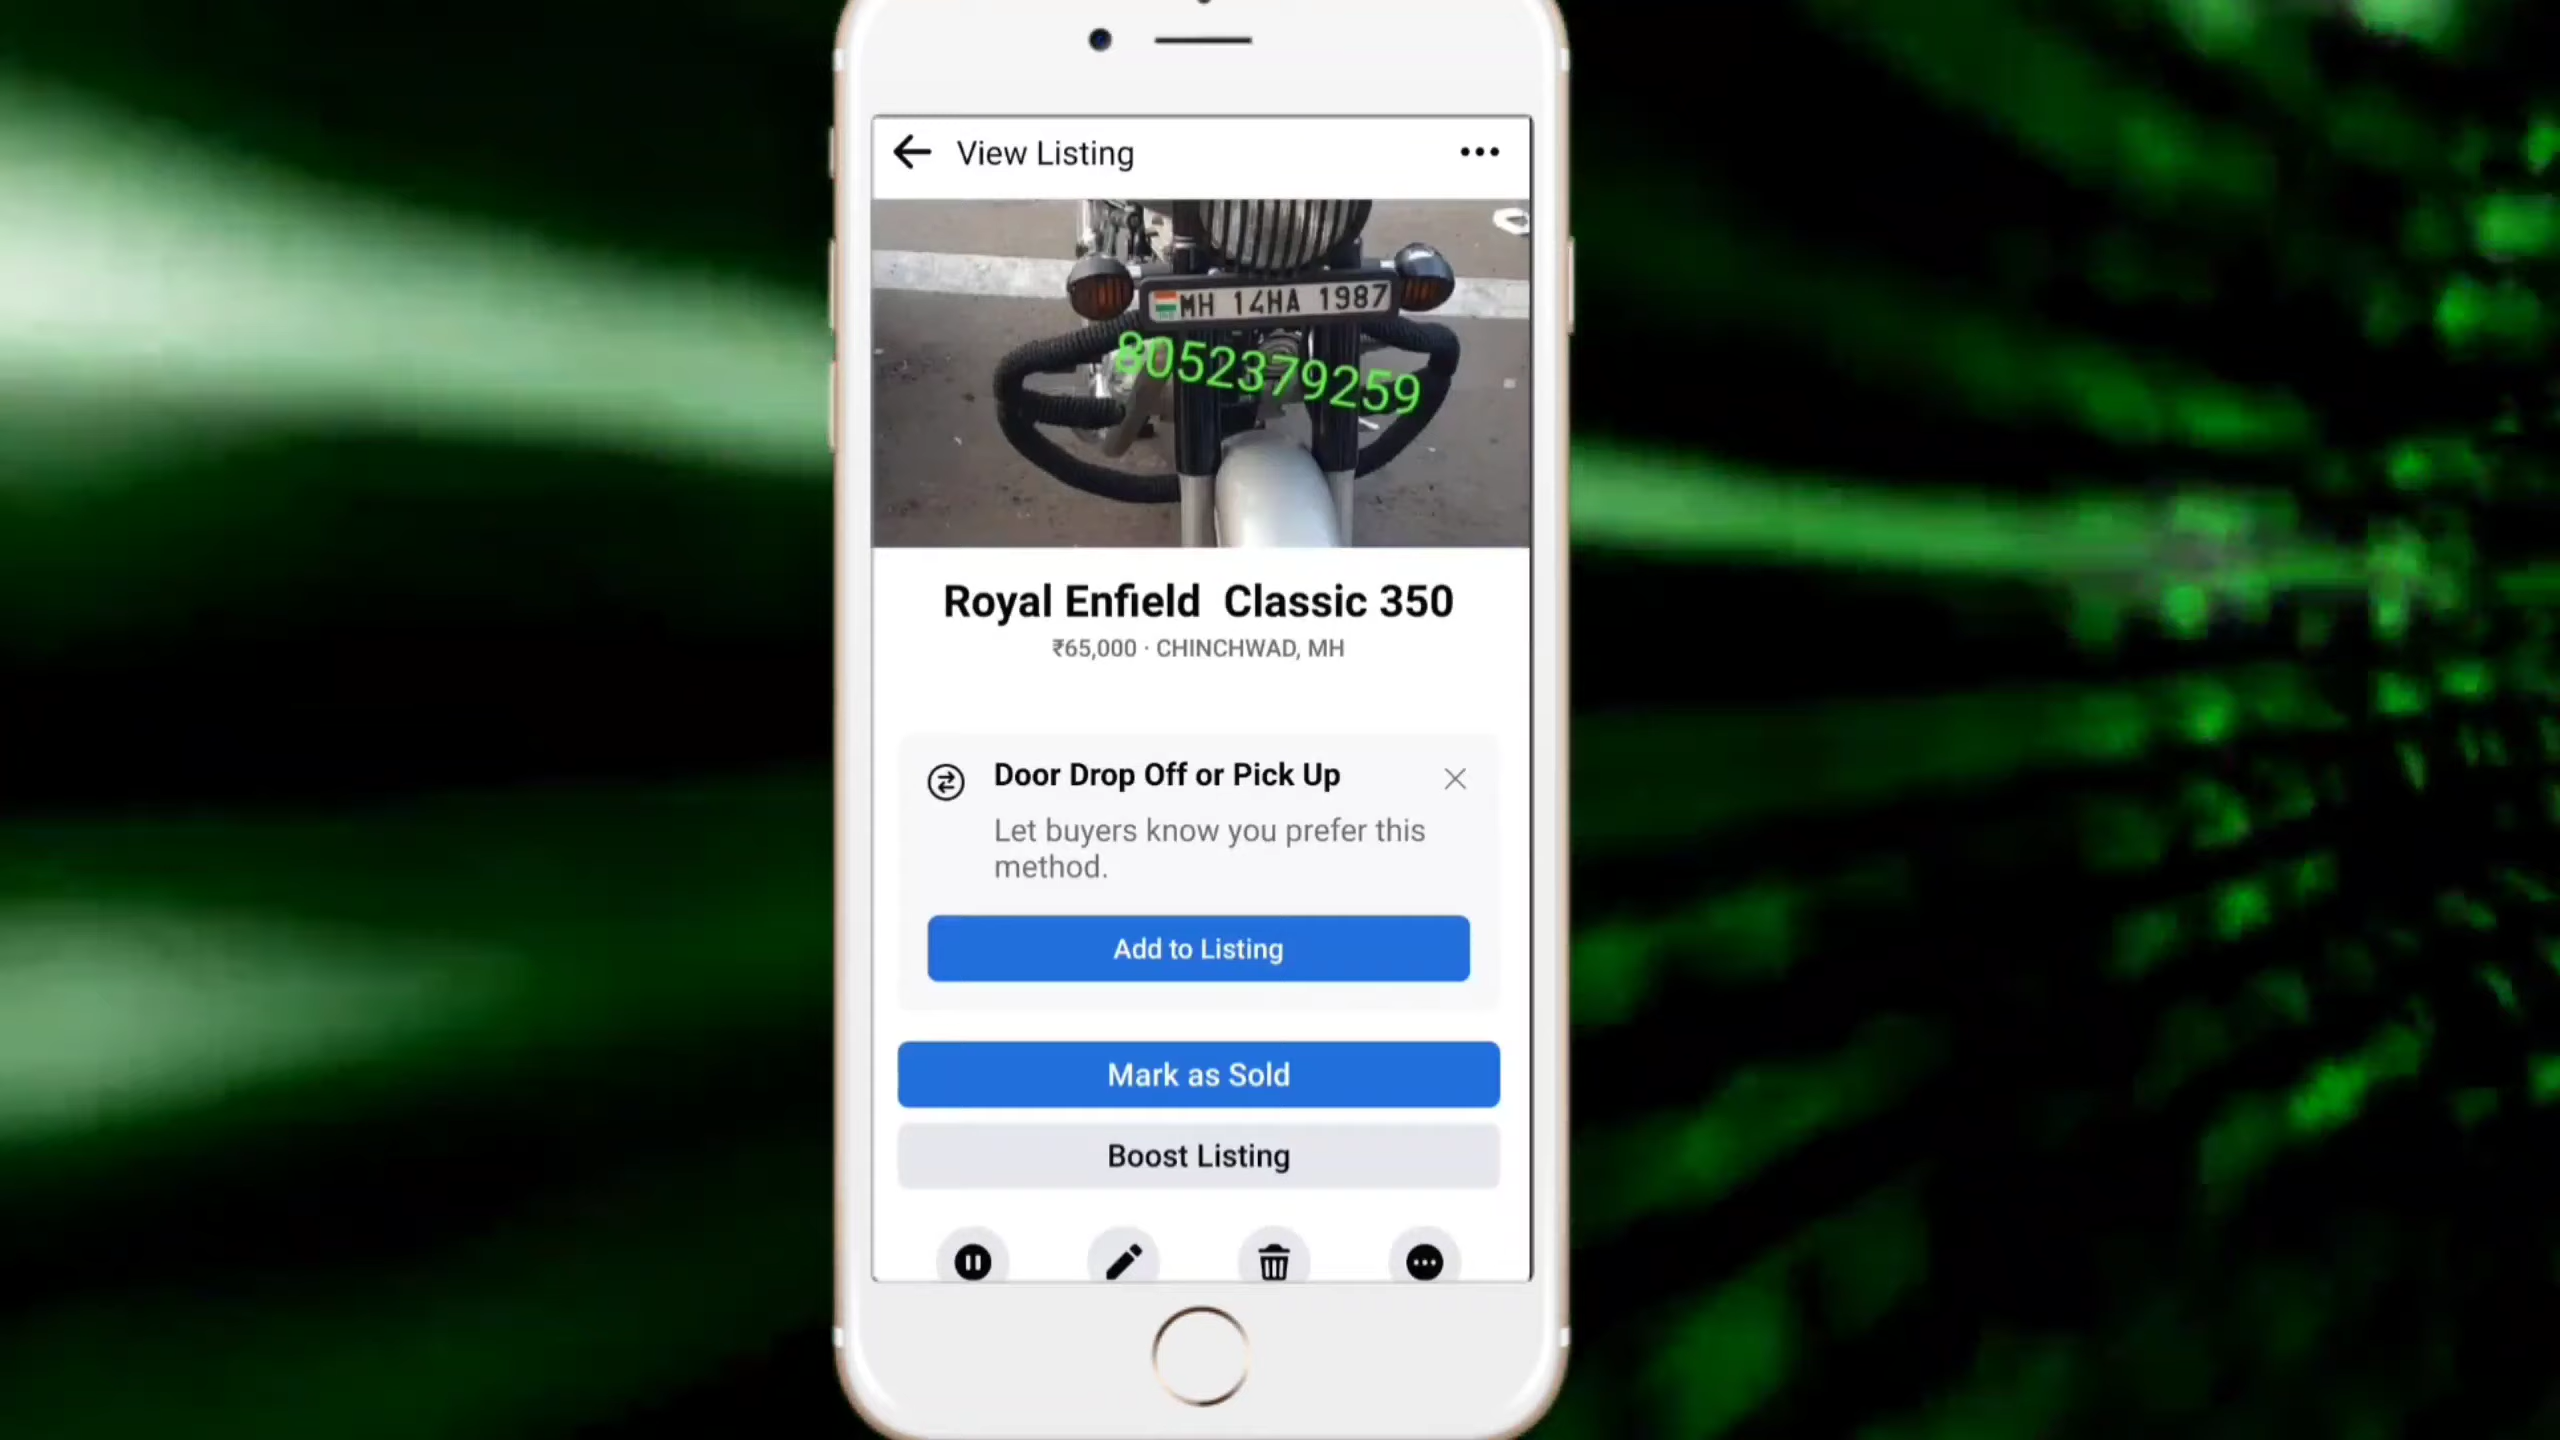 View Listing
MH 14HA 1987
8052379259
Royal Enfield  Classic 350
₹65,000 · CHINCHWAD, MH
Door Drop Off or Pick Up
Let buyers know you prefer this
method.
Add to Listing
Mark as Sold
Boost Listing